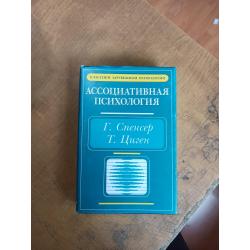 КЛАССИКИ ЗАРУБЕЖНОЙ ПСИХОЛОГИИ
АССОЦИАТИВНАЯ
ПСИХОЛОГИЯ
Г. Спенсер
Т. Циген